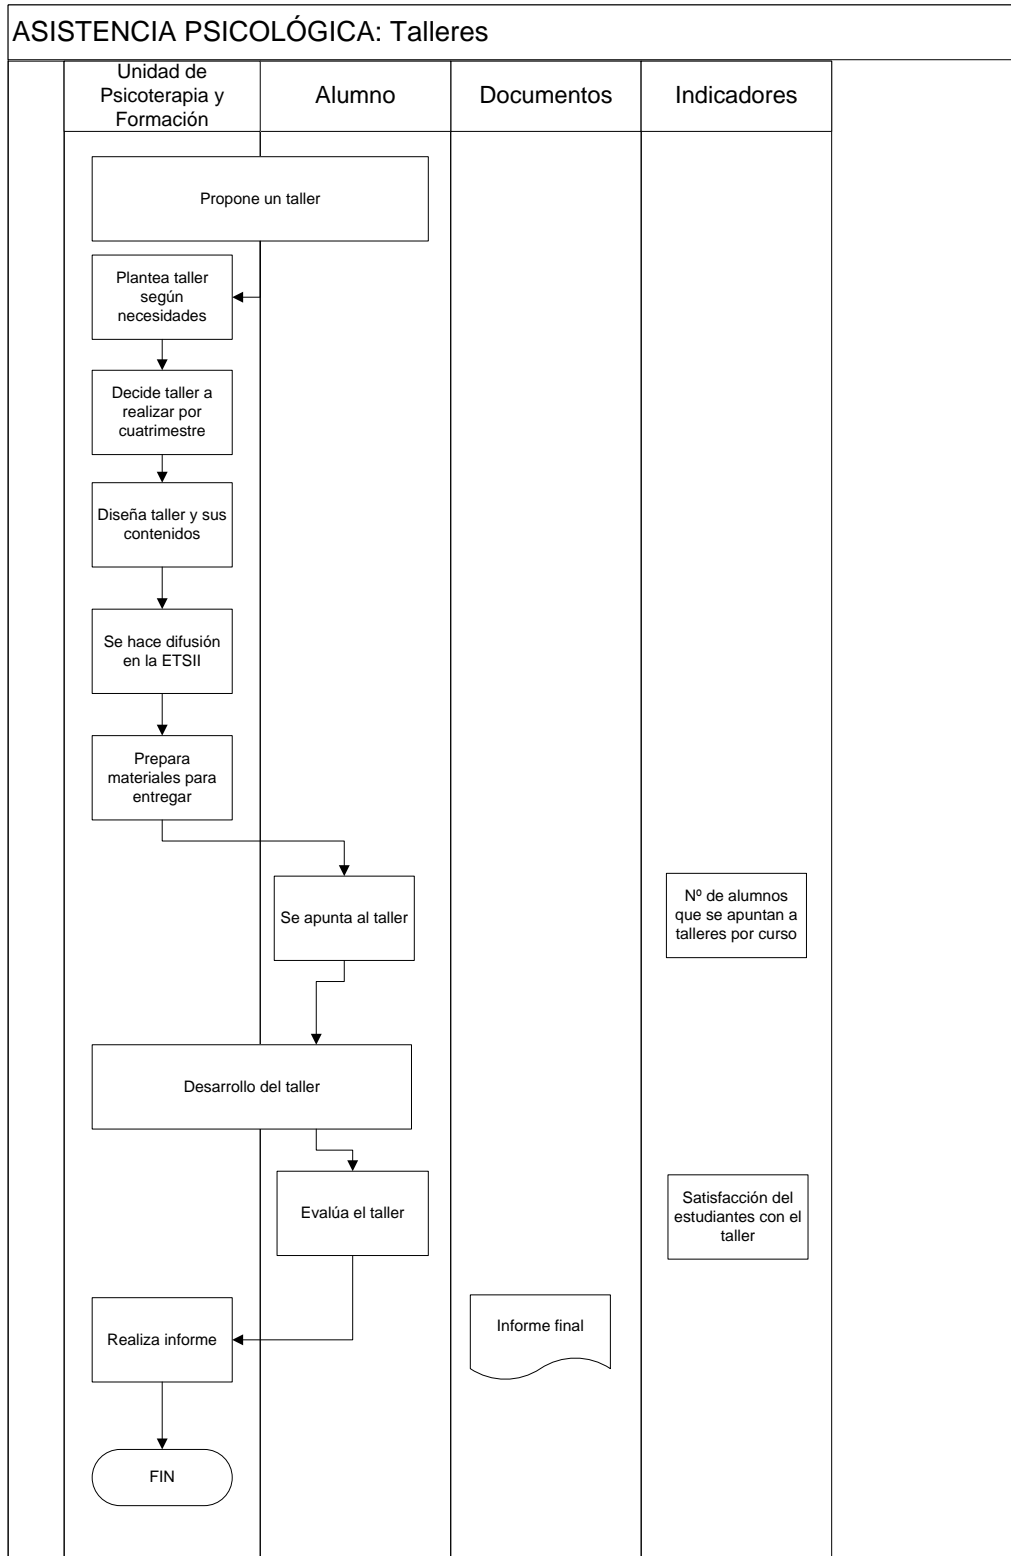 ASISTENCIA PSICOLÓGICA: Talleres
Unidad de
Psicoterapia y
Formación
Alumno
Documentos
Indicadores
Propone un taller
Plantea taller
según
necesidades
Decide taller a
realizar por
cuatrimestre
Diseña taller y sus
contenidos
Se hace difusión
en la ETSII
Prepara
materiales para
entregar
Se apunta al taller
Nº de alumnos
que se apuntan a
talleres por curso
Desarrollo del taller
Evalúa el taller
Satisfacción del
estudiantes con el
taller
Realiza informe
Informe final
FIN